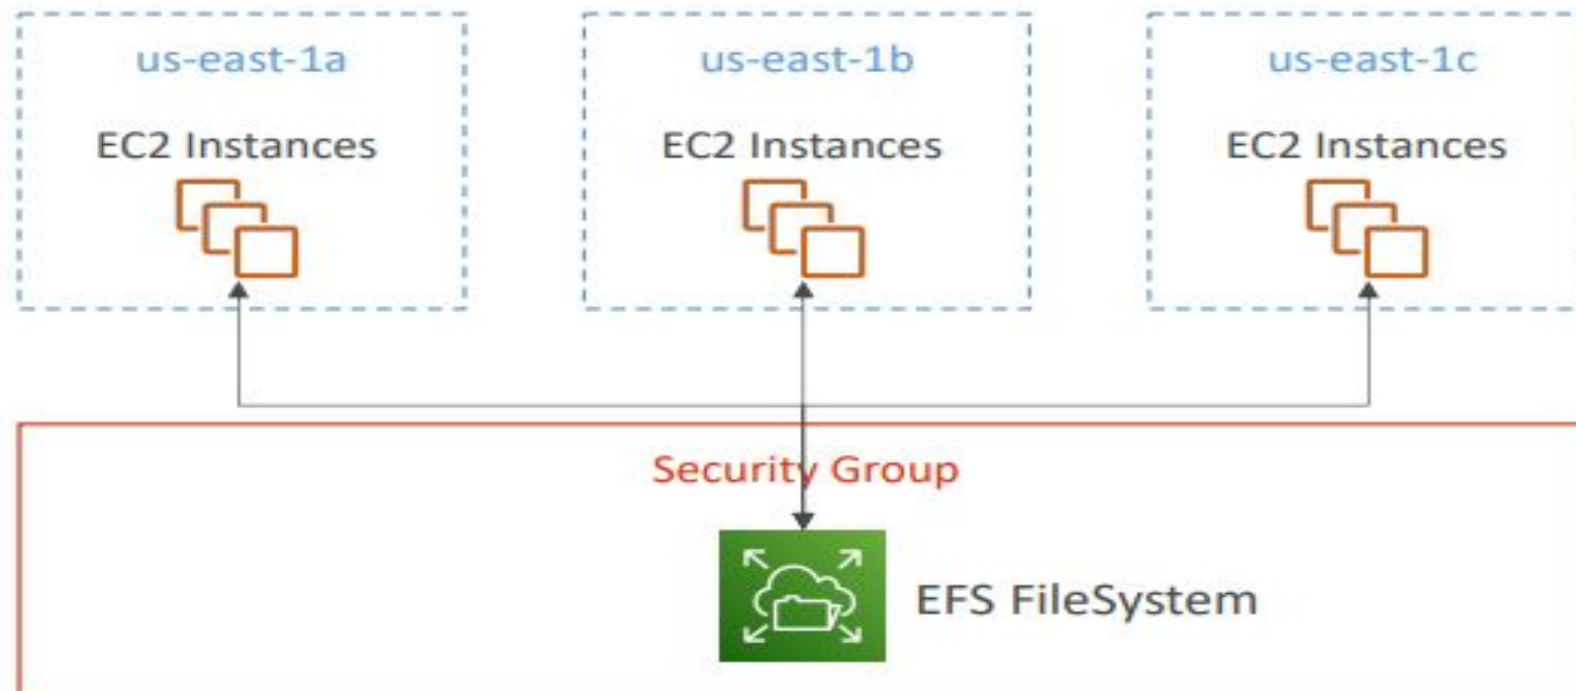 us-east-1a
us-east-1b
us-east-1c
EC2 Instances
EC2 Instances
EC2 Instances
Security Group
EFS FileSystem